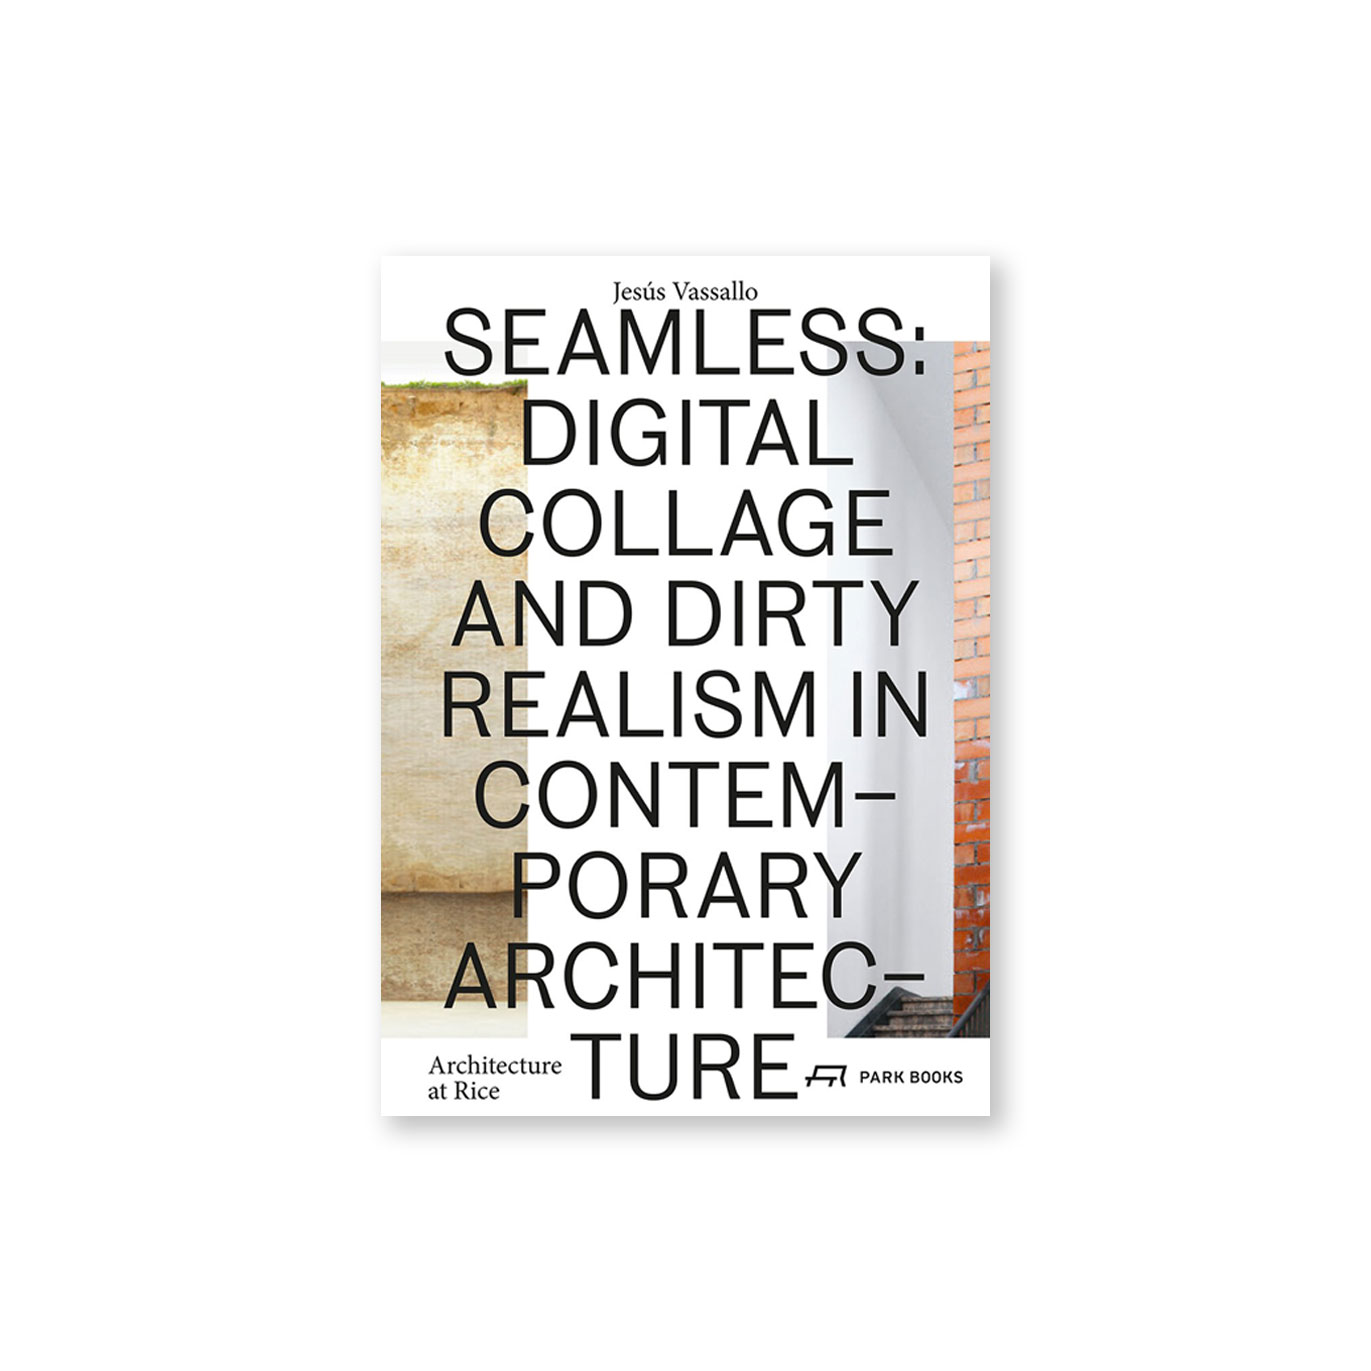 Jesús Vassallo
SEAMLESS:
DIGITAL
COLLAGE
AND DIRTY
REALISM IN
CONTEM–
PORARY
ARCHITEC–
TURE
Architecture
at Rice
PARK BOOKS